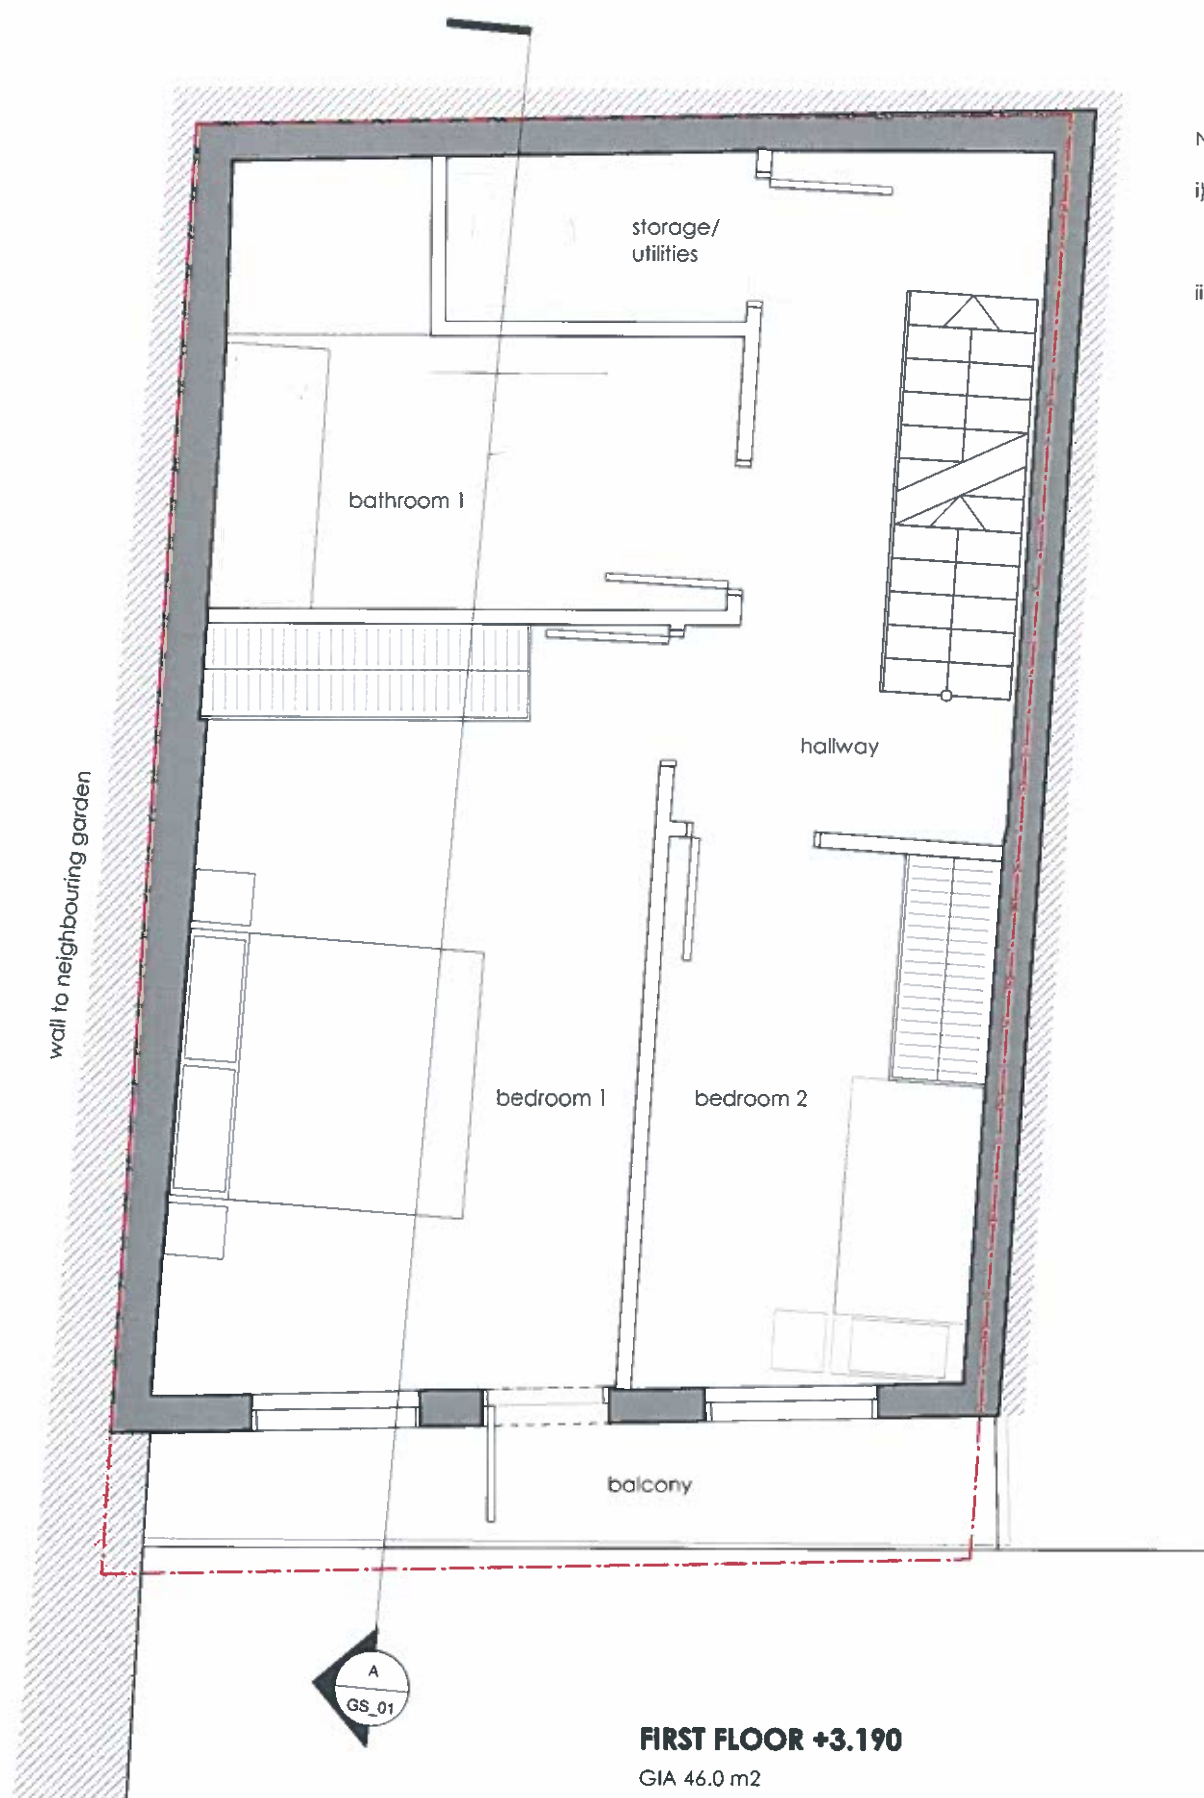 N
i)
ii
storage/
utilities
bathroom 1
hallway
wall to neighbouring garden
bedroom 1
bedroom 2
balcony
A
GS_01
FIRST FLOOR +3.190
GIA 46.0 m2